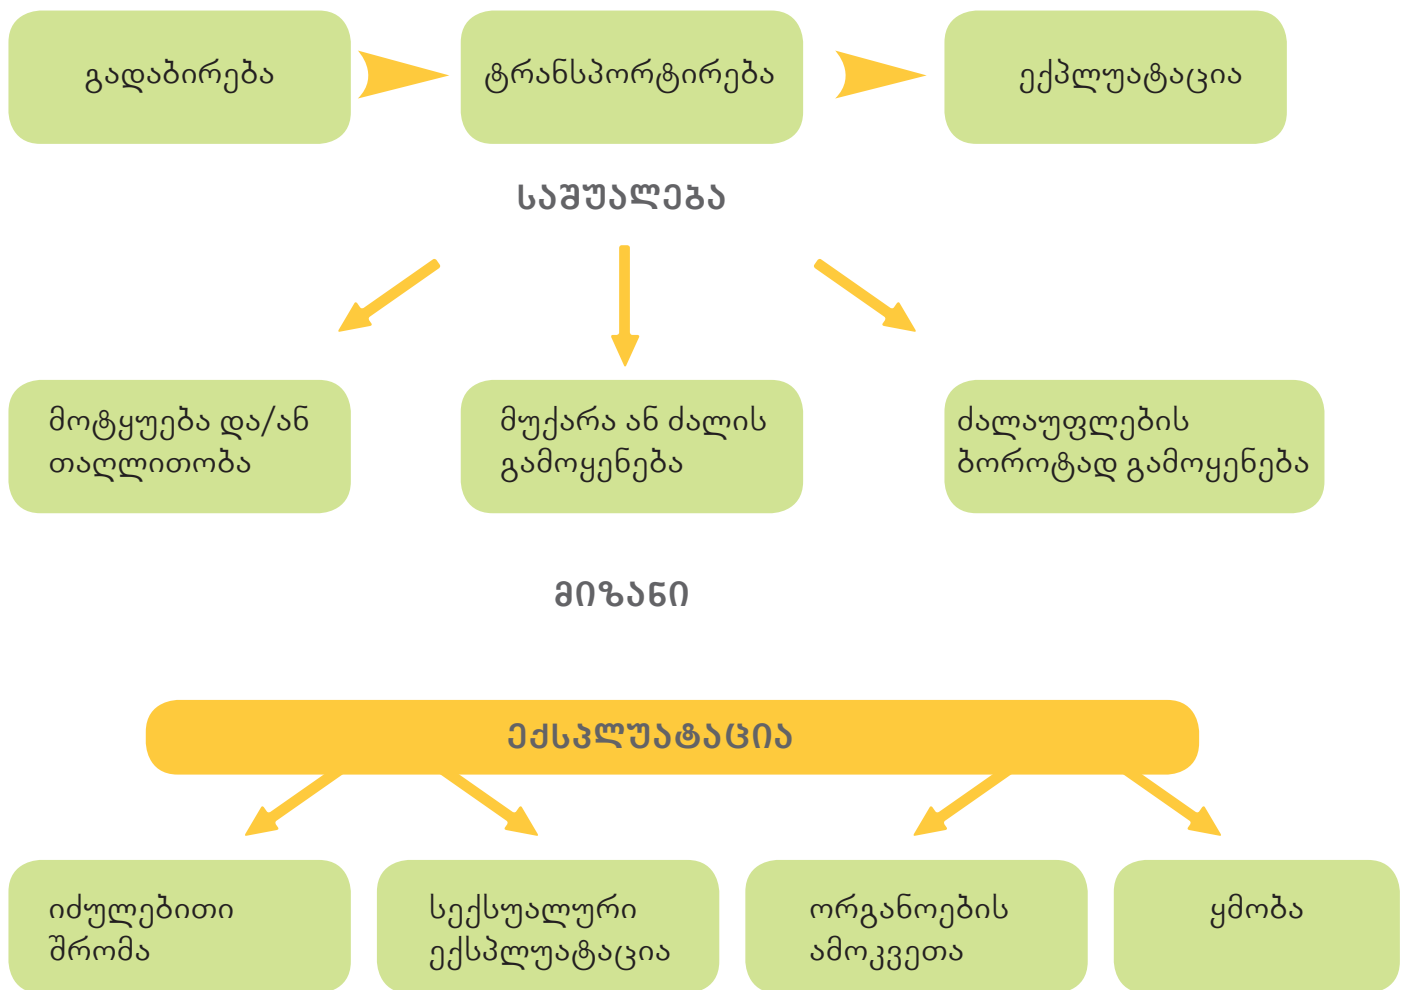 გადაბირება
ტრანსპორტირება
ექპლუატაცია
საშუალება
მოტყუება და/ან
თაღლითობა
მუქარა ან ძალის
გამოყენება
ძალაუფლების
ბოროტად გამოყენება
მიზანი
ექსპლუატაცია
იძულებითი
შრომა
სექსუალური
ექსპლუატაცია
ორგანოების
ამოკვეთა
ყმობა